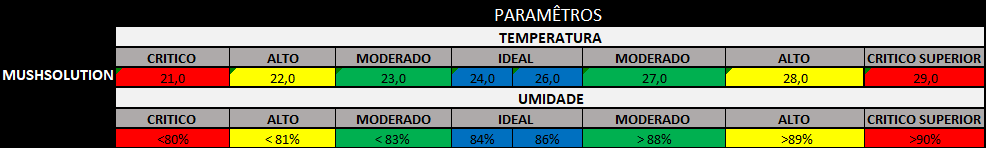 PARAMÊTROS
TEMPERATURA
CRITICO ALTO MODERADO IDEAL MODERADO ALTO CRITICO SUPERIOR
MUSHSOLUTION 21,0 22,0 23,0 24,0 26,0 27,0 28,0 29,0
UMIDADE
CRITICO ALTO MODERADO IDEAL MODERADO ALTO CRITICO SUPERIOR
<80% < 81% < 83% 84% 86% > 88% >89% >90%